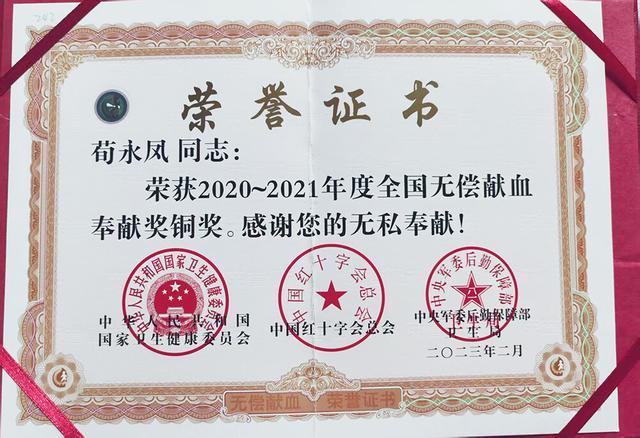 荣誉证书
苟永凤 同志：
荣获2020~2021年度全国无偿献血
奉献奖铜奖。感谢您的无私奉献！
中华人民共和国国家卫生健康委员会
中国红十字会总会
中央军委后勤保障部
中华人民共和国
国家卫生健康委员会
中国红十字会总会
中央军委后勤保障部
卫生局
二〇二三年二月
无偿献血 荣誉证书